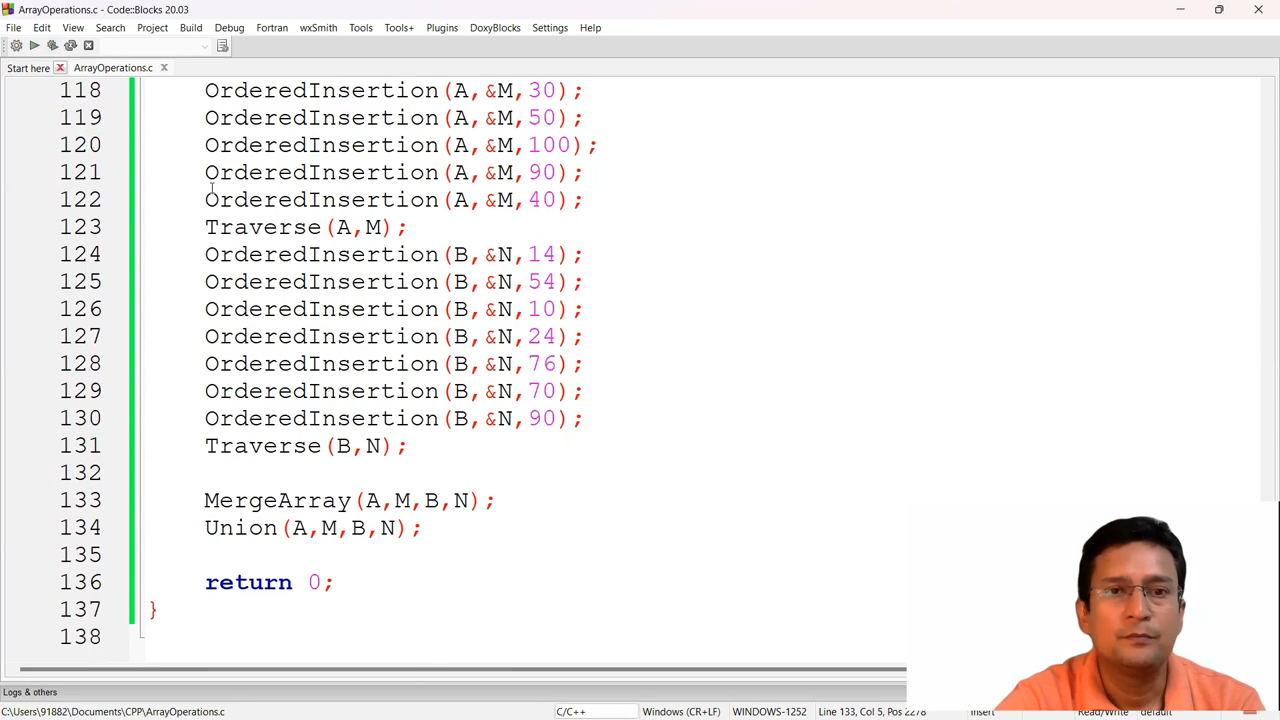 ArrayOperations.c - Code::Blocks 20.03
File Edit View Search Project Build Debug Fortran wxSmith Tools Tools+ Plugins DoxyBlocks Settings Help
Start here ArrayOperations.c
118 OrderedInsertion(A,&M,30);
119 OrderedInsertion(A,&M,50);
120 OrderedInsertion(A,&M,100);
121 OrderedInsertion(A,&M,90);
122 OrderedInsertion(A,&M,40);
123 Traverse(A,M);
124 OrderedInsertion(B,&N,14);
125 OrderedInsertion(B,&N,54);
126 OrderedInsertion(B,&N,10);
127 OrderedInsertion(B,&N,24);
128 OrderedInsertion(B,&N,76);
129 OrderedInsertion(B,&N,70);
130 OrderedInsertion(B,&N,90);
131 Traverse(B,N);
132
133 MergeArray(A,M,B,N);
134 Union(A,M,B,N);
135
136 return 0;
137 }
138
Logs & others
C:\Users\91882\Documents\CPP\ArrayOperations.c C/C++ Windows (CR+LF) WINDOWS-1252 Line 133, Col 5, Pos 2278 Insert Read/Write default